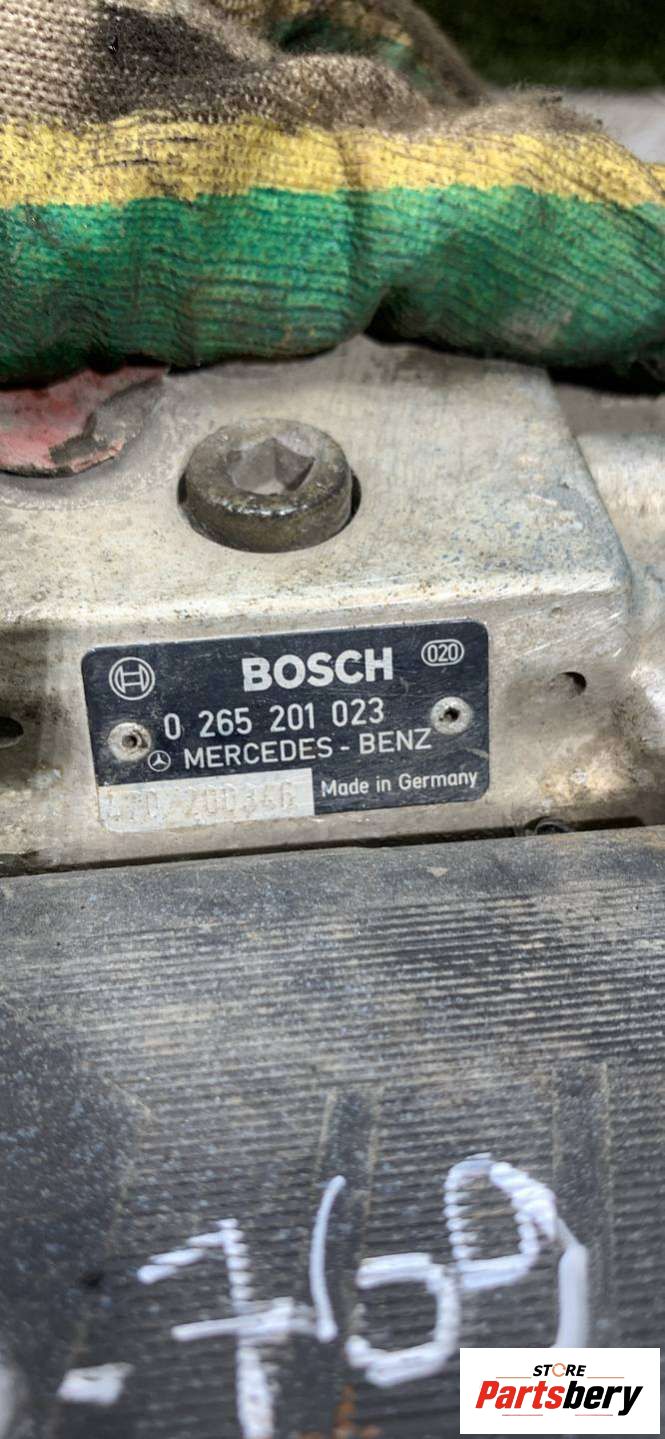 BOSCH 020
0 265 201 023
MERCEDES - BENZ
Made in Germany
STORE
Partsbery